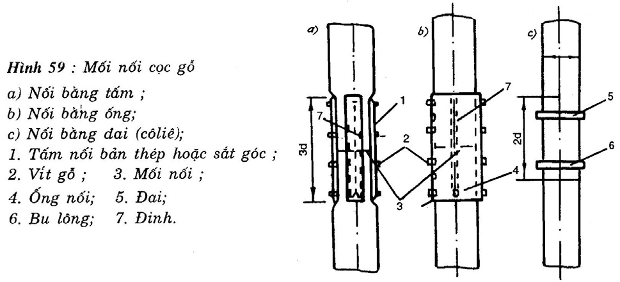 Hình 59 : Mối nối cọc gỗ
a) Nối bằng tấm ;
b) Nối bằng ống;
c) Nối bằng dai (côliê);
1. Tấm nối bản thép hoặc sắt góc ;
2. Vít gỗ ; 3. Mối nối ;
4. Ống nối; 5. Đai;
6. Bu lông; 7. Đinh.
a) b) c)
7 1 7 5
3d 2 2d
4 6
3